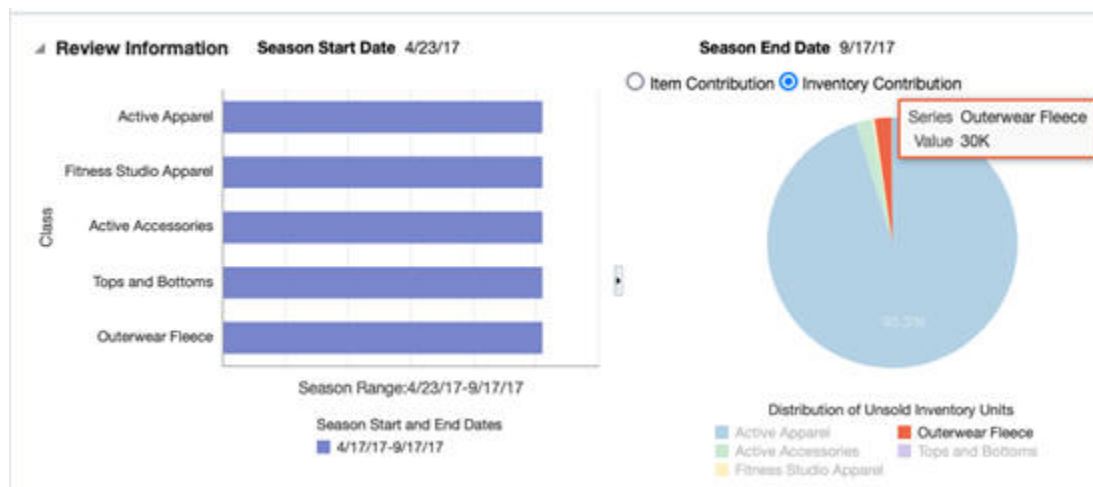 Review Information Season Start Date 4/23/17 Season End Date 9/17/17
Item Contribution Inventory Contribution
Series Outerwear Fleece
Value 30K
Class
Active Apparel
Fitness Studio Apparel
Active Accessories
Tops and Bottoms
Outerwear Fleece
Season Range:4/23/17-9/17/17
Season Start and End Dates
4/17/17-9/17/17
Distribution of Unsold Inventory Units
Active Apparel Outerwear Fleece
Active Accessories Tops and Bottoms
Fitness Studio Apparel